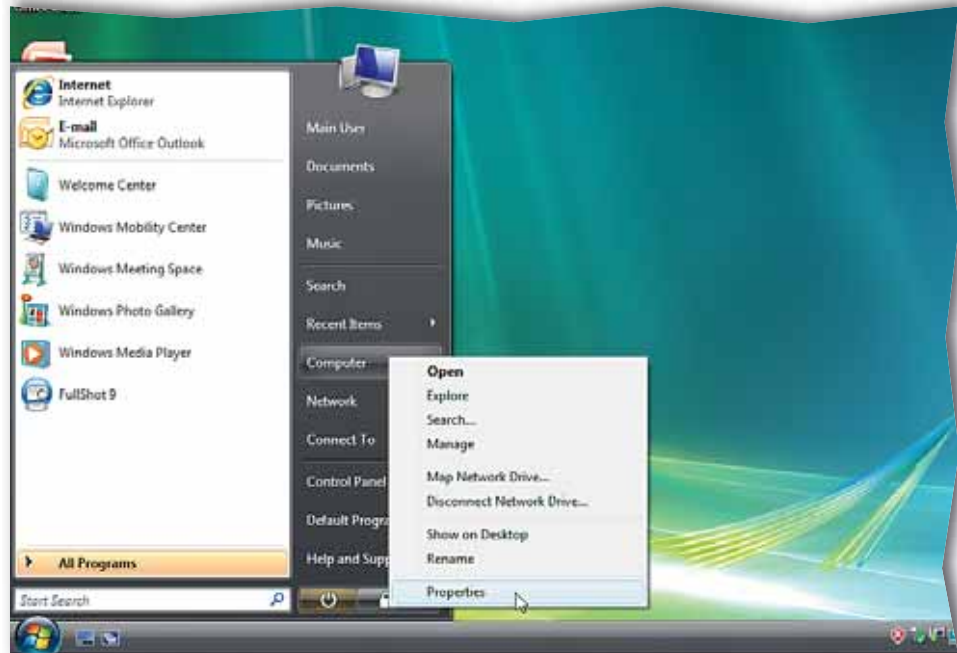 Internet
Internet Explorer
E-mail
Microsoft Office Outlook
Welcome Center
Windows Mobility Center
Windows Meeting Space
Windows Photo Gallery
Windows Media Player
FullShot 9
All Programs
Start Search
Main User
Documents
Pictures
Music
Search
Recent Items
Computer
Network
Connect To
Control Panel
Default Progra
Help and Supp
Open
Explore
Search...
Manage
Map Network Drive...
Disconnect Network Drive...
Show on Desktop
Rename
Properties